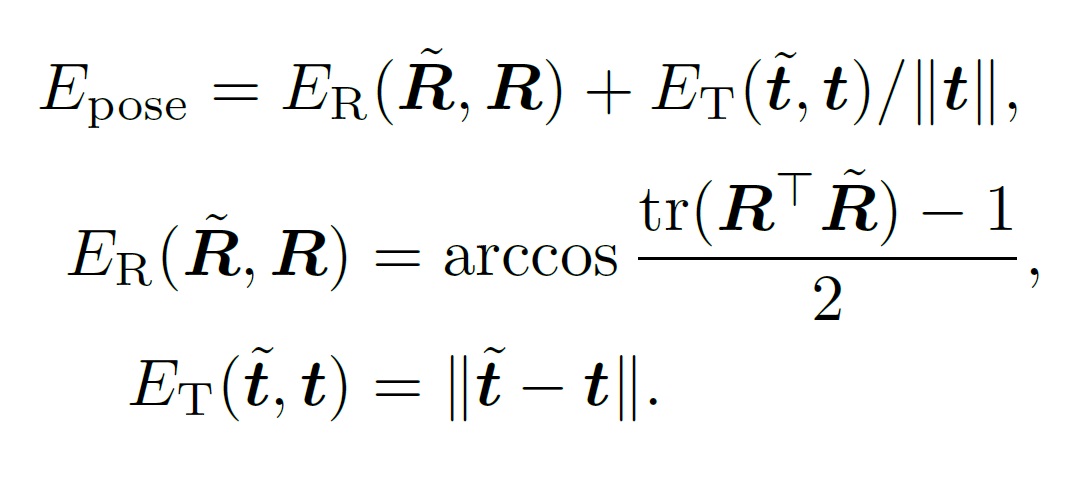 E_pose = E_R(R̃, R) + E_T(t̃, t)/‖t‖,
E_R(R̃, R) = arccos (tr(R^⊤ R̃) − 1)/2,
E_T(t̃, t) = ‖t̃ − t‖.